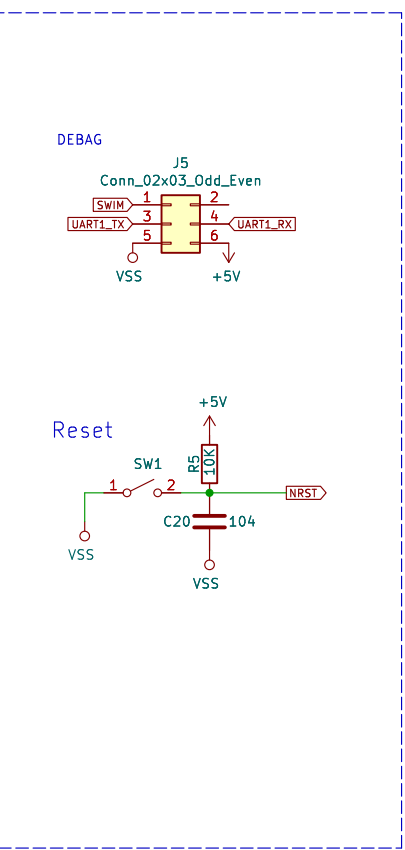 DEBAG
J5
Conn_02x03_Odd_Even
SWIM 1 2
UART1_TX 3 4 UART1_RX
5 6
VSS +5V
+5V
Reset
R5 10K
SW1
1 2 NRST
C20 104
VSS
VSS